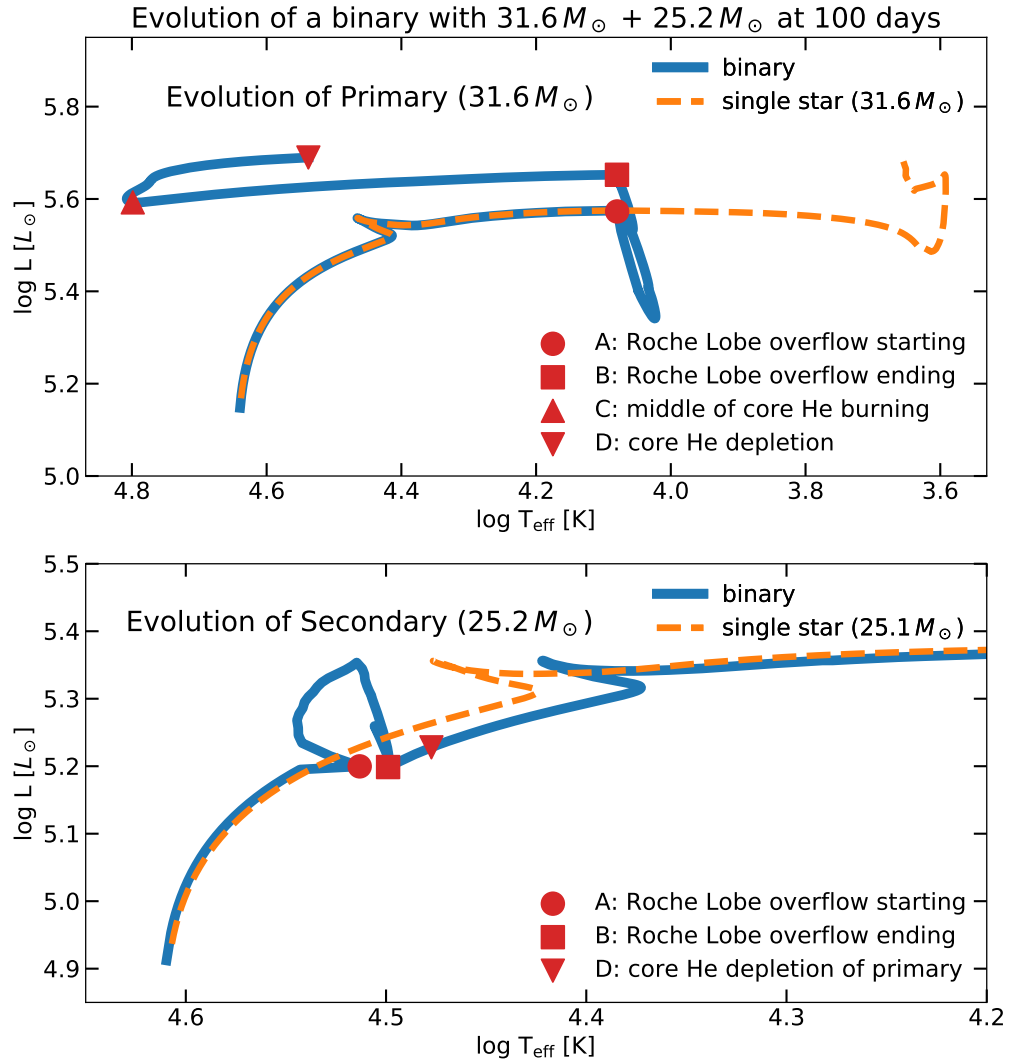 Evolution of a binary with 31.6 M☉ + 25.2 M☉ at 100 days
Evolution of Primary (31.6 M☉)
binary
single star (31.6 M☉)
5.8
5.6
5.4
5.2
5.0
log L [L☉]
A: Roche Lobe overflow starting
B: Roche Lobe overflow ending
C: middle of core He burning
D: core He depletion
4.8 4.6 4.4 4.2 4.0 3.8 3.6
log Teff [K]
Evolution of Secondary (25.2 M☉)
binary
single star (25.1 M☉)
5.5
5.4
5.3
5.2
5.1
5.0
4.9
log L [L☉]
A: Roche Lobe overflow starting
B: Roche Lobe overflow ending
D: core He depletion of primary
4.6 4.5 4.4 4.3 4.2
log Teff [K]